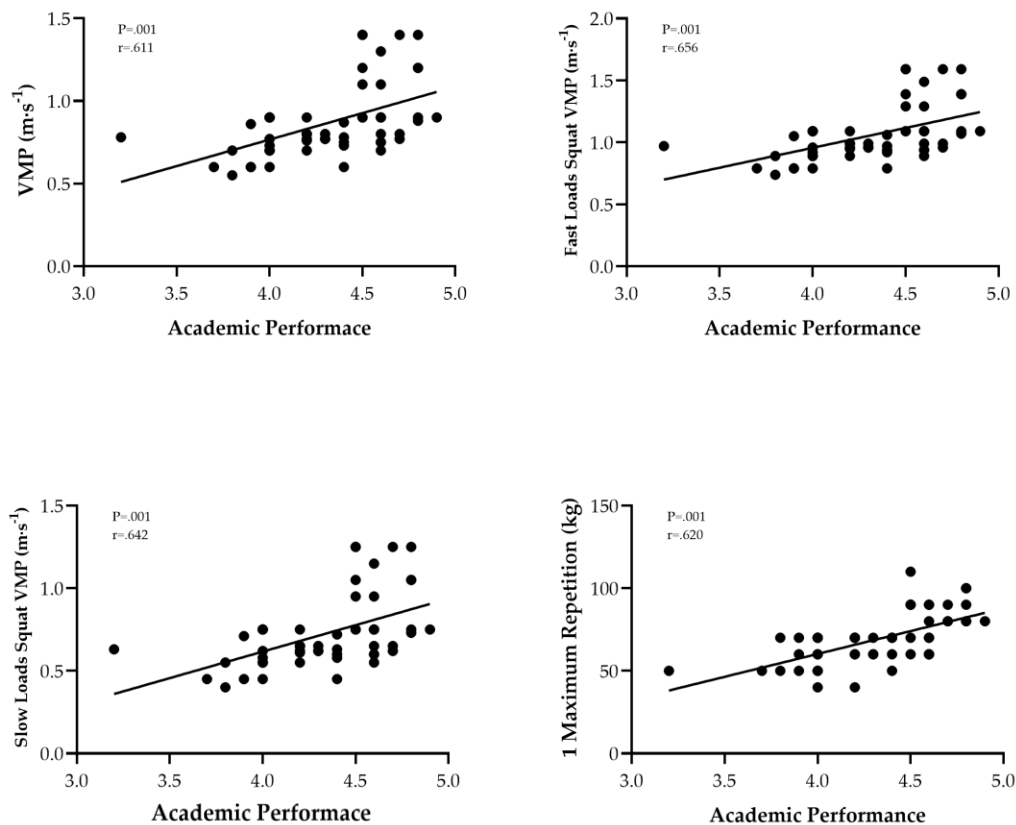 P=.001
r=.611
VMP (m·s⁻¹)
1.5
1.0
0.5
0.0
3.0 3.5 4.0 4.5 5.0
Academic Performace
P=.001
r=.656
Fast Loads Squat VMP (m·s⁻¹)
2.0
1.5
1.0
0.5
0.0
3.0 3.5 4.0 4.5 5.0
Academic Performance
P=.001
r=.642
Slow Loads Squat VMP (m·s⁻¹)
1.5
1.0
0.5
0.0
3.0 3.5 4.0 4.5 5.0
Academic Performace
P=.001
r=.620
1 Maximum Repetition (kg)
150
100
50
0
3.0 3.5 4.0 4.5 5.0
Academic Performance